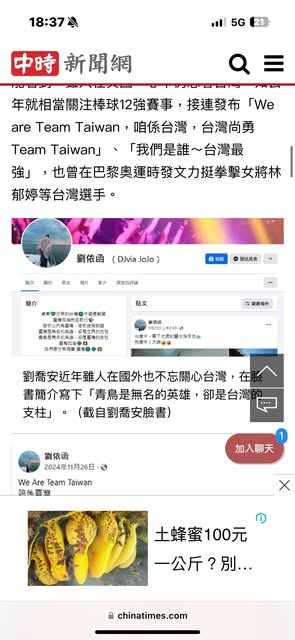 18:37
5G 21
中時 新聞網
年就相當關注棒球12強賽事，接連發布「We
are Team Taiwan，咱係台灣，台灣尚勇
Team Taiwan」、「我們是誰～台灣最
強」，也曾在巴黎奧運時發文力挺拳擊女將林
郁婷等台灣選手。
劉依函 （DJvia JoJo）
簡介
貼文
劉依函
劉喬安近年雖人在國外也不忘關心台灣，在臉
書簡介寫下「青鳥是無名的英雄，卻是台灣的
支柱」。（截自劉喬安臉書）
加入聊天
1
劉依函
2024年11月26日
We Are Team Taiwan
咱係臺灣
土蜂蜜100元
一公斤？別...
chinatimes.com